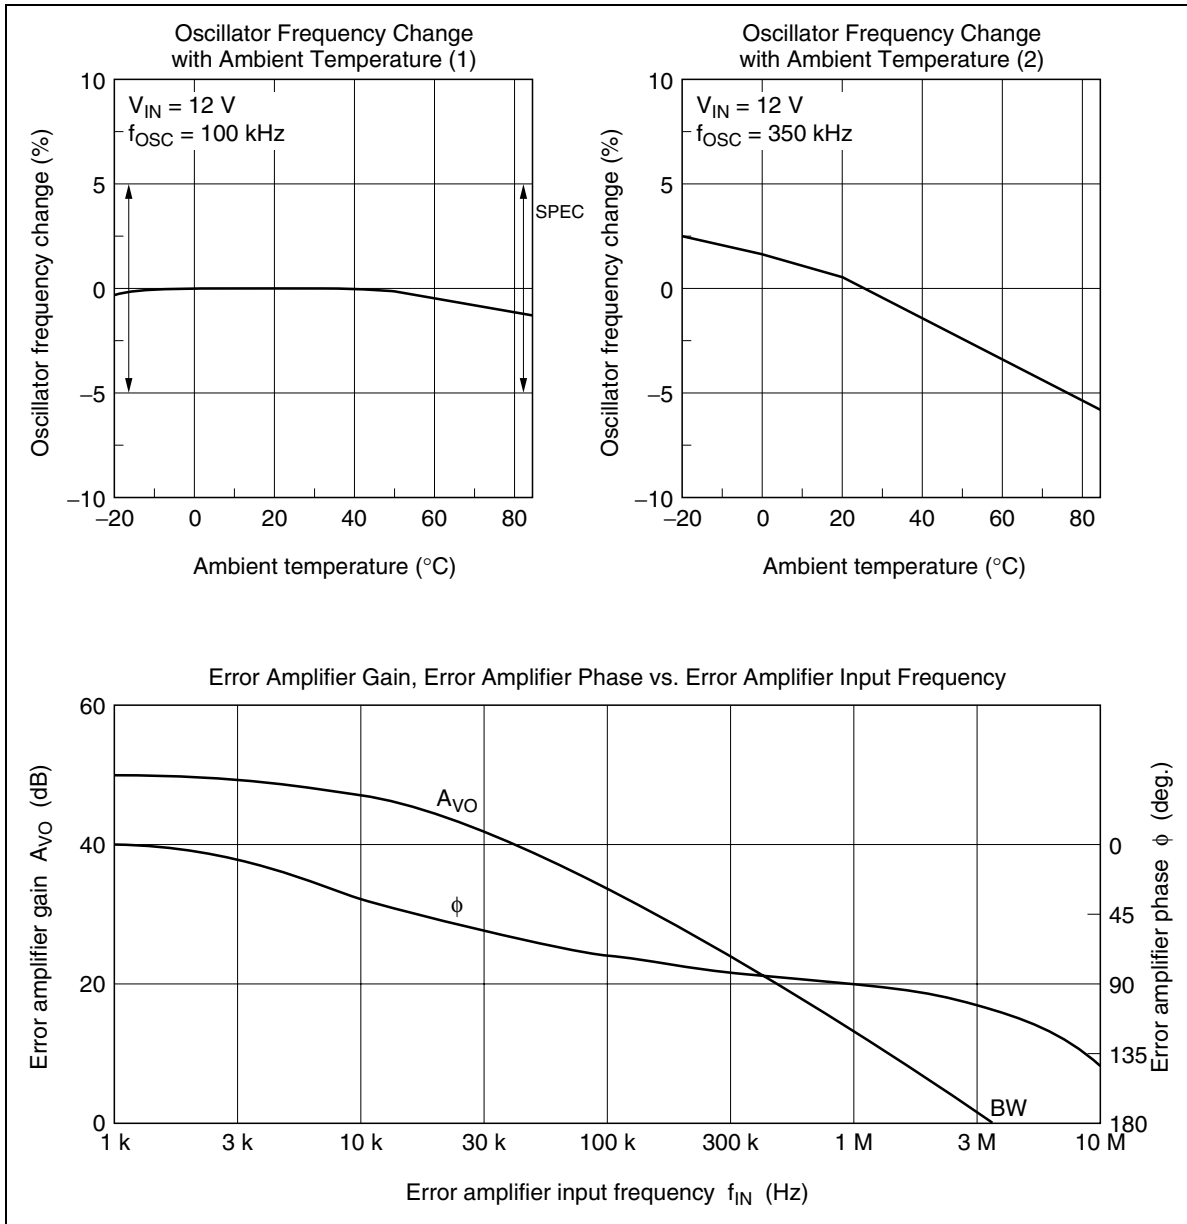 Oscillator Frequency Change
with Ambient Temperature (1)
10
5
0
–5
–10
Oscillator frequency change (%)
V_IN = 12 V
f_OSC = 100 kHz
SPEC
–20 0 20 40 60 80
Ambient temperature (°C)
Oscillator Frequency Change
with Ambient Temperature (2)
10
5
0
–5
–10
Oscillator frequency change (%)
V_IN = 12 V
f_OSC = 350 kHz
–20 0 20 40 60 80
Ambient temperature (°C)
Error Amplifier Gain, Error Amplifier Phase vs. Error Amplifier Input Frequency
60
40
20
0
Error amplifier gain A_VO (dB)
A_VO
ϕ
BW
0
45
90
135
180
Error amplifier phase ϕ (deg.)
1 k 3 k 10 k 30 k 100 k 300 k 1 M 3 M 10 M
Error amplifier input frequency f_IN (Hz)